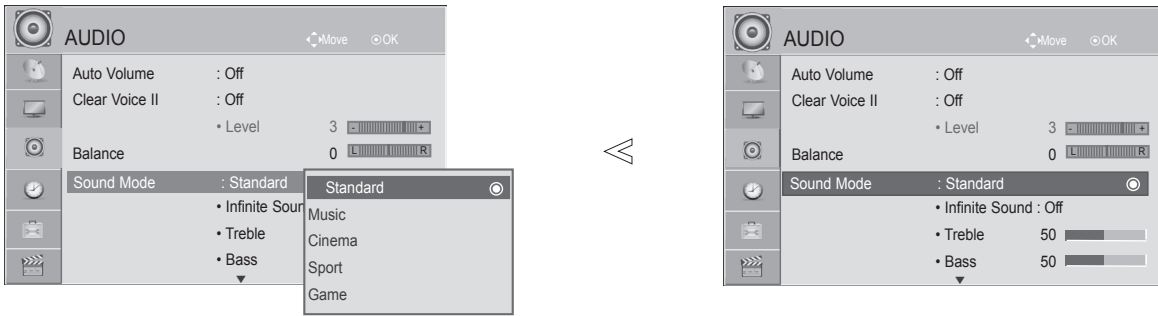 AUDIO Move OK
Auto Volume : Off
Clear Voice II : Off
• Level 3 - +
Balance 0 L R
Sound Mode : Standard
• Infinite Soun
• Treble
• Bass
Standard
Music
Cinema
Sport
Game
AUDIO Move OK
Auto Volume : Off
Clear Voice II : Off
• Level 3 - +
Balance 0 L R
Sound Mode : Standard
• Infinite Sound : Off
• Treble 50
• Bass 50